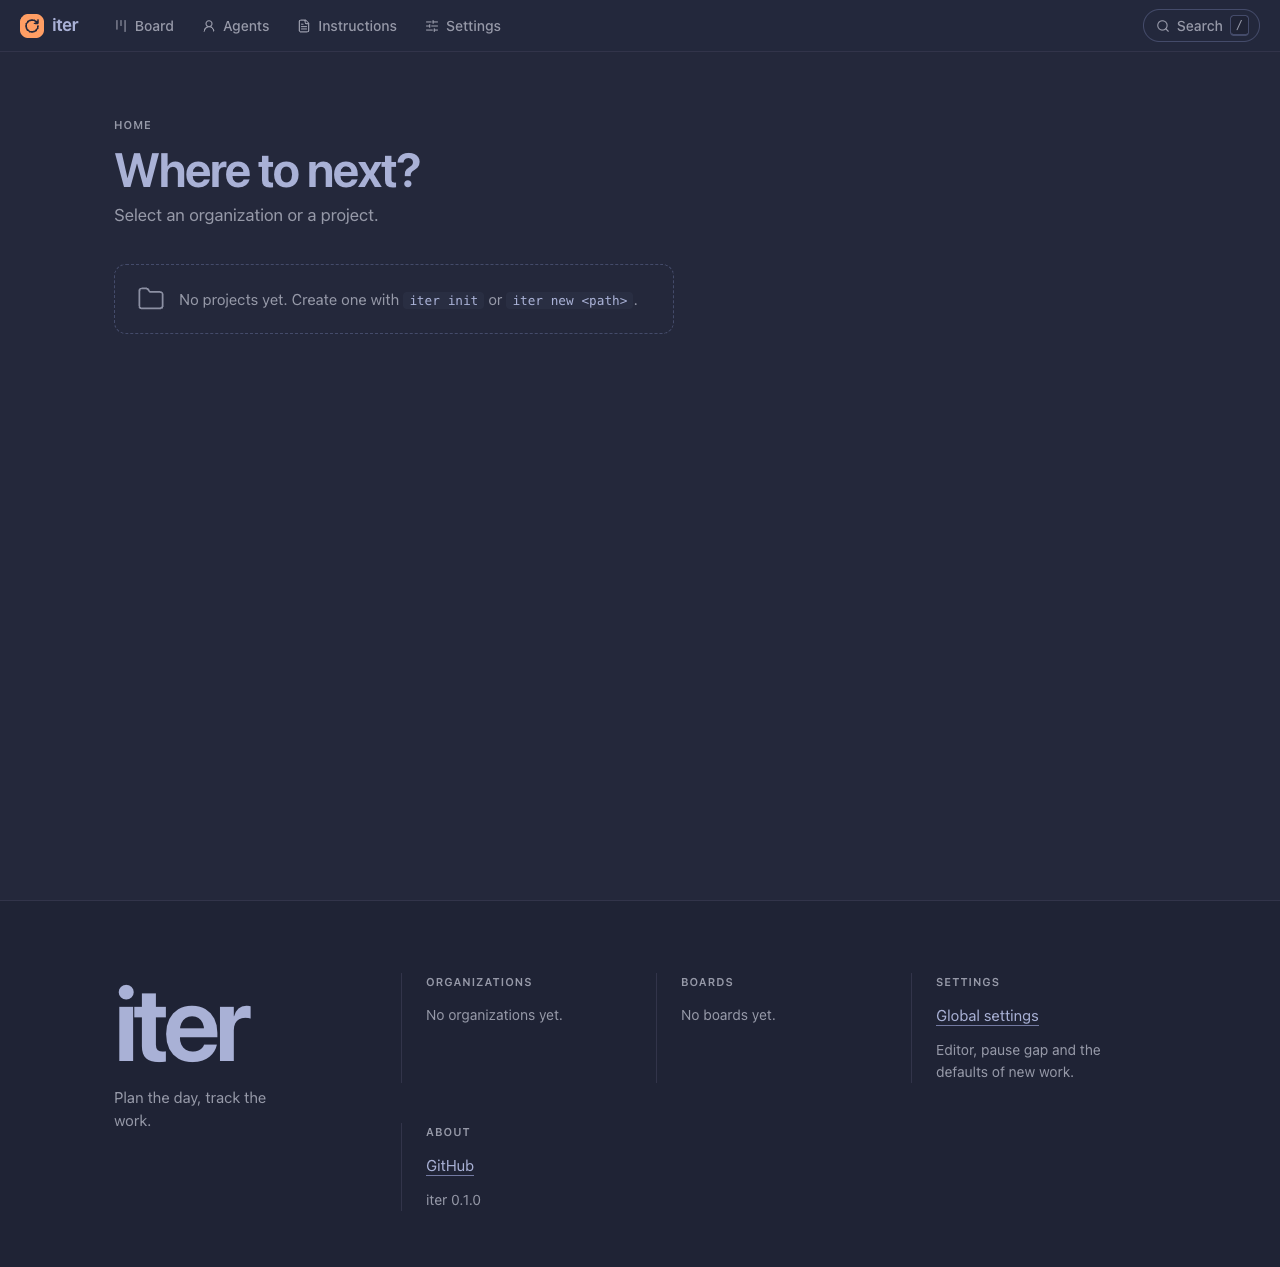 iter
Board
Agents
Instructions
Settings
Search /
HOME
Where to next?
Select an organization or a project.
No projects yet. Create one with iter init or iter new <path>.
iter
Plan the day, track the
work.
ORGANIZATIONS
No organizations yet.
BOARDS
No boards yet.
SETTINGS
Global settings
Editor, pause gap and the
defaults of new work.
ABOUT
GitHub
iter 0.1.0